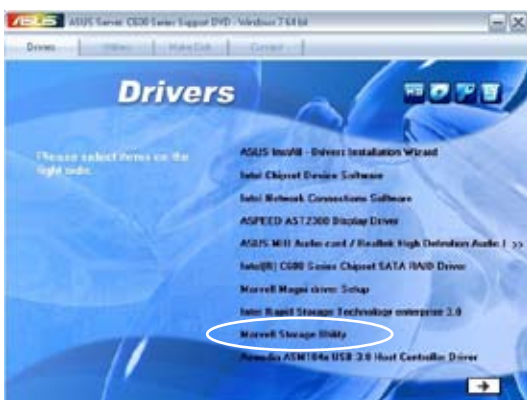 ASUS ASUS Server C600 Series Support DVD - Windows 7 64 bit
Drivers Utilities Make Disk Contact
Drivers
Please select items on the
right side.
ASUS InstAll - Drivers Installation Wizard
Intel Chipset Device Software
Intel Network Connections Software
ASPEED AST2300 Display Driver
ASUS MIO Audio card / Realtek High Definition Audio >>
Intel(R) C600 Series Chipset SATA RAID Driver
Marvell Magni driver Setup
Intel Rapid Storage Technology enterprise 3.0
Marvell Storage Utility
Asmedia ASM104x USB 3.0 Host Controller Driver